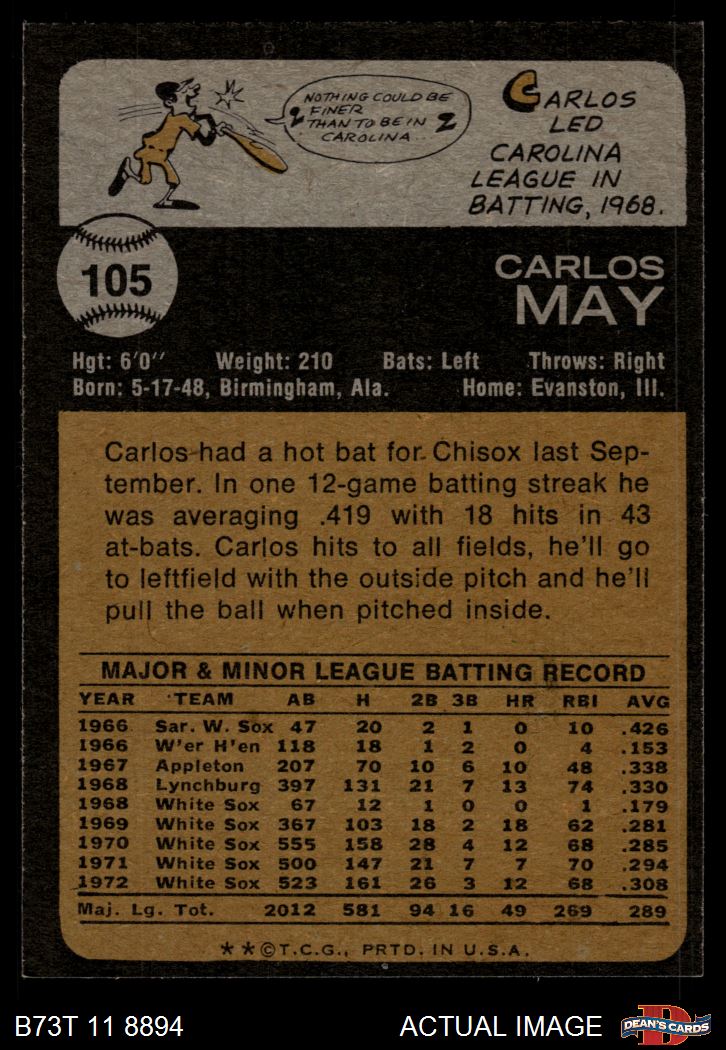 NOTHING COULD BE
FINER
THAN TO BE IN
CAROLINA
CARLOS
LED
CAROLINA
LEAGUE IN
BATTING, 1968.
105
CARLOS
MAY
Hgt: 6'0" Weight: 210 Bats: Left Throws: Right
Born: 5-17-48, Birmingham, Ala. Home: Evanston, Ill.
Carlos had a hot bat for Chisox last Sep-
tember. In one 12-game batting streak he
was averaging .419 with 18 hits in 43
at-bats. Carlos hits to all fields, he'll go
to leftfield with the outside pitch and he'll
pull the ball when pitched inside.
MAJOR & MINOR LEAGUE BATTING RECORD
YEAR TEAM AB H 2B 3B HR RBI AVG
1966 Sar. W. Sox 47 20 2 1 0 10 .426
1966 W'er H'en 118 18 1 2 0 4 .153
1967 Appleton 207 70 10 6 10 48 .338
1968 Lynchburg 397 131 21 7 13 74 .330
1968 White Sox 67 12 1 0 0 1 .179
1969 White Sox 367 103 18 2 18 62 .281
1970 White Sox 555 158 28 4 12 68 .285
1971 White Sox 500 147 21 7 7 70 .294
1972 White Sox 523 161 26 3 12 68 .308
Maj. Lg. Tot. 2012 581 94 16 49 269 289
**©T.C.G., PRTD. IN U.S.A.
B73T 11 8894 ACTUAL IMAGE D DEAN'S CARDS